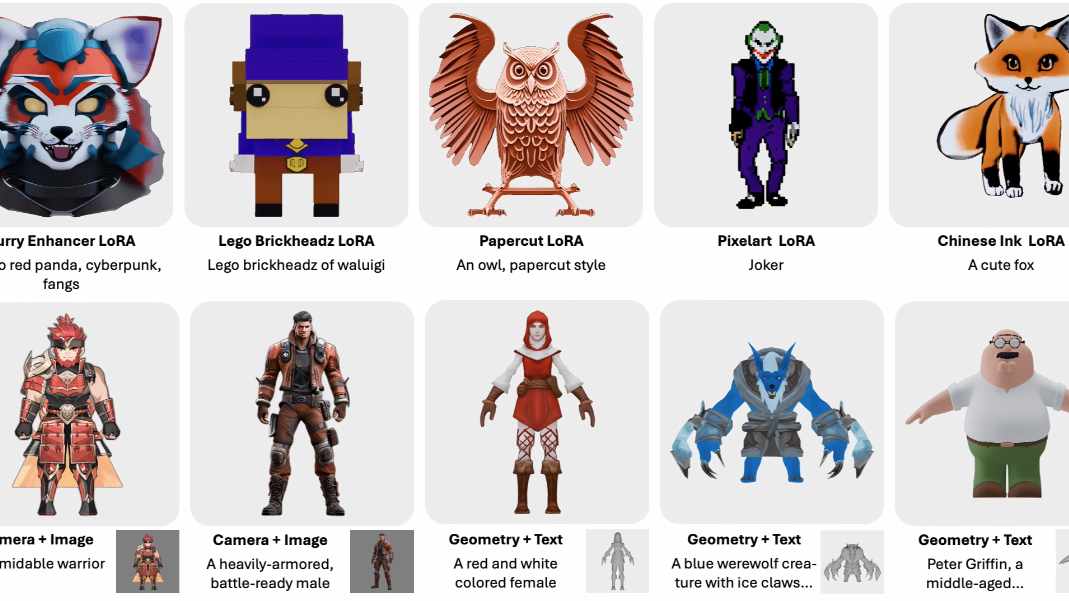 urry Enhancer LoRA
Lego Brickheadz LoRA
Papercut LoRA
Pixelart LoRA
Chinese Ink LoRA
o red panda, cyberpunk,
fangs
Lego brickheadz of waluigi
An owl, papercut style
Joker
A cute fox
mera + Image
midable warrior
Camera + Image
A heavily-armored,
battle-ready male
Geometry + Text
A red and white
colored female
Geometry + Text
A blue werewolf crea-
ture with ice claws...
Geometry + Text
Peter Griffin, a
middle-aged...